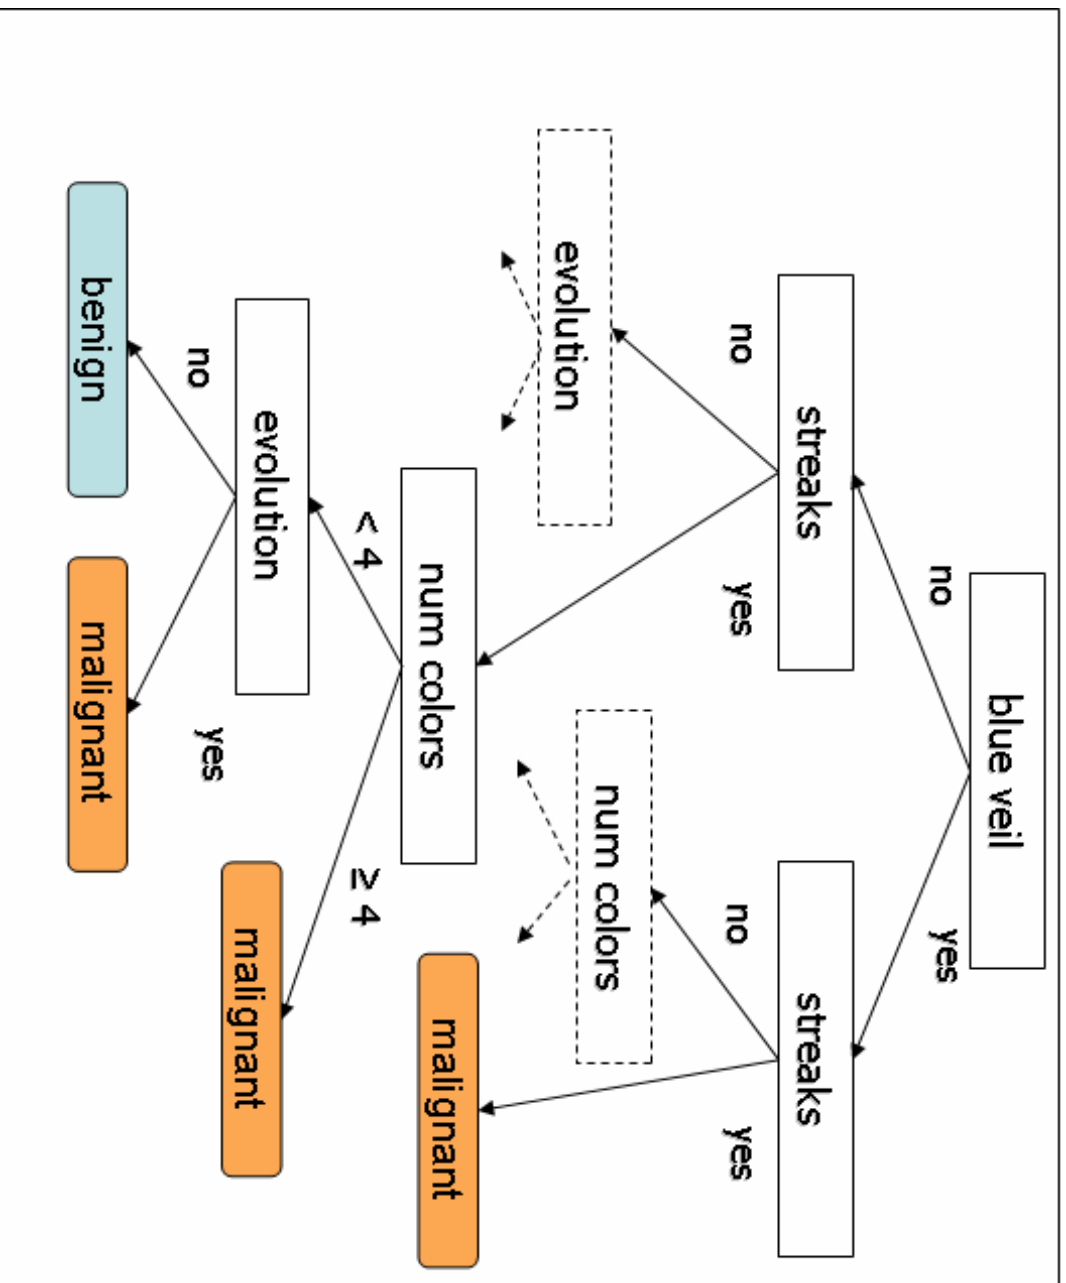 blue veil
no
yes
streaks
streaks
no
yes
no
yes
evolution
num colors
num colors
malignant
< 4
≥ 4
evolution
malignant
no
yes
benign
malignant